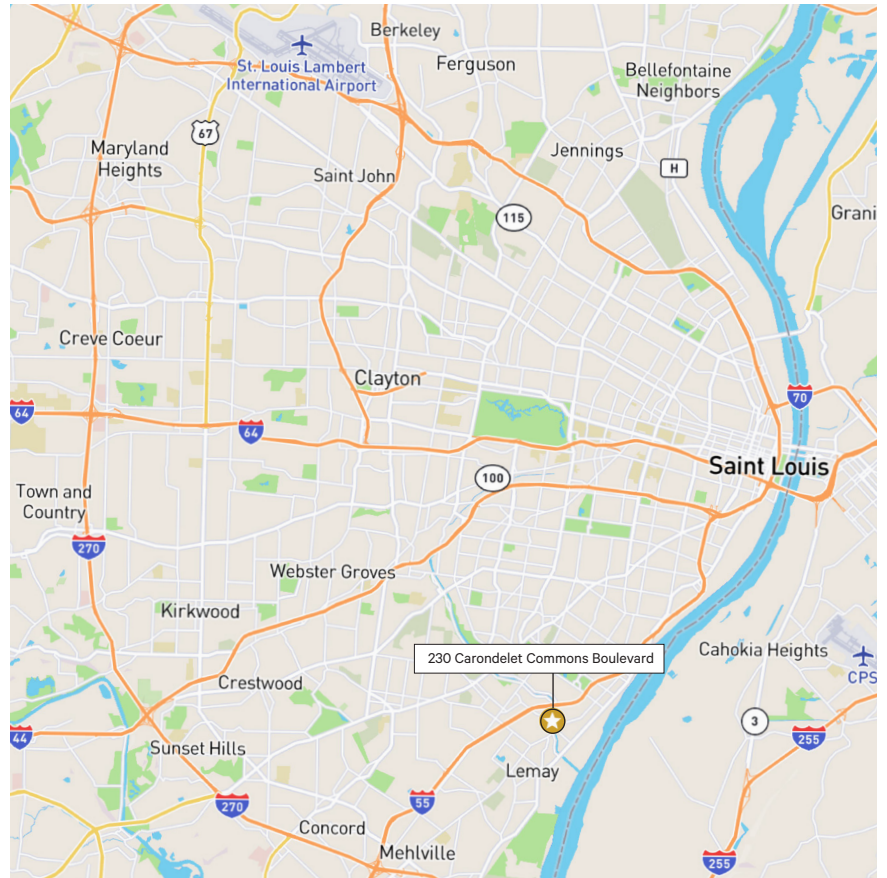 Berkeley
St. Louis Lambert
International Airport
Ferguson
Bellefontaine
Neighbors
67
Maryland
Heights
Jennings
H
Saint John
115
Grani
Creve Coeur
Clayton
70
64
64
Saint Louis
100
Town and
Country
270
Webster Groves
Kirkwood
230 Carondelet Commons Boulevard
Cahokia Heights
CPS
Crestwood
3
44
255
Sunset Hills
Lemay
270
55
Concord
Mehlville
255